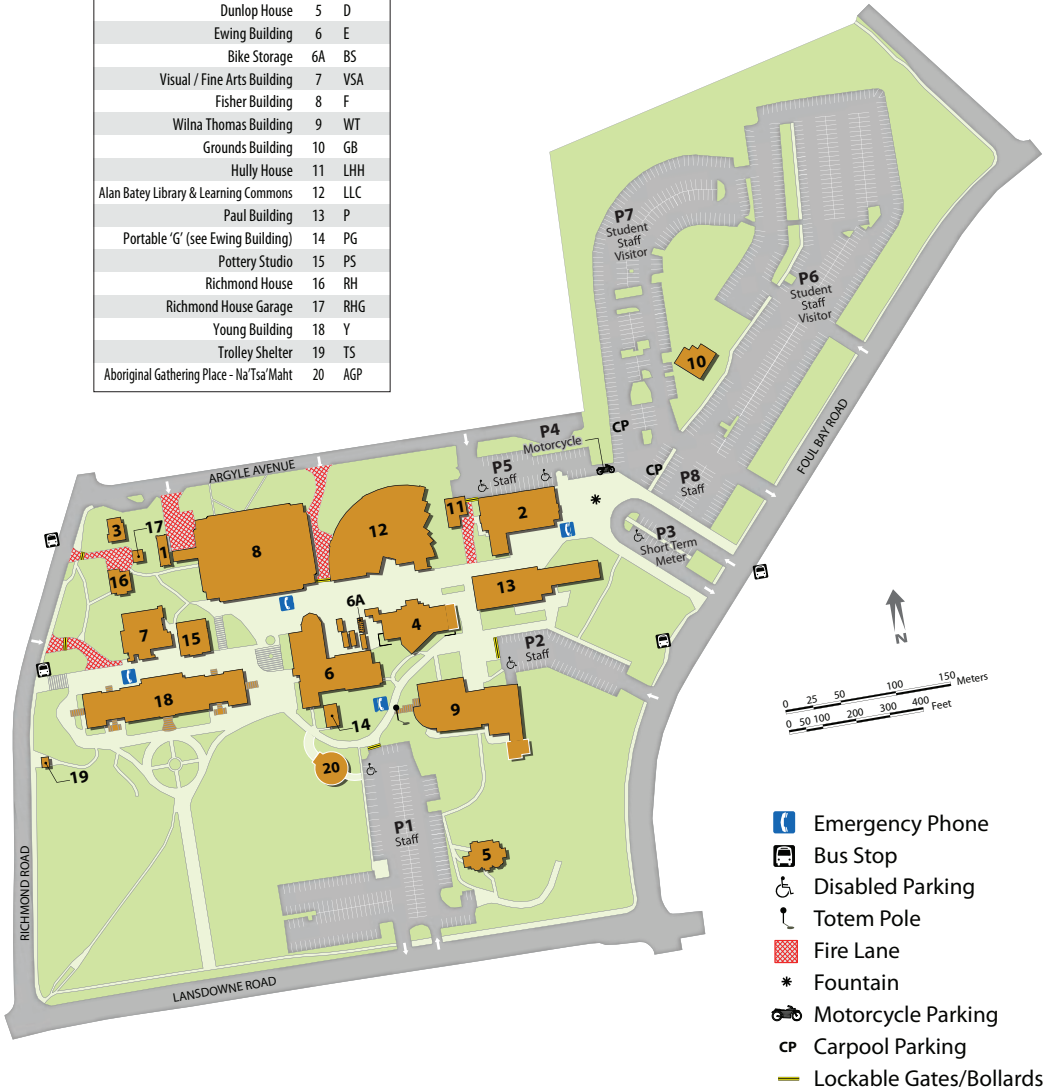 Dunlop House 5 D
Ewing Building 6 E
Bike Storage 6A BS
Visual / Fine Arts Building 7 VSA
Fisher Building 8 F
Wilna Thomas Building 9 WT
Grounds Building 10 GB
Hully House 11 LHH
Alan Batey Library & Learning Commons 12 LLC
Paul Building 13 P
Portable ‘G’ (see Ewing Building) 14 PG
Pottery Studio 15 PS
Richmond House 16 RH
Richmond House Garage 17 RHG
Young Building 18 Y
Trolley Shelter 19 TS
Aboriginal Gathering Place - Na’Tsa’Maht 20 AGP
P7
Student
Staff
Visitor
P6
Student
Staff
Visitor
10
FOUL BAY ROAD
CP
P4
Motorcycle
CP
P8
Staff
P5
Staff
ARGYLE AVENUE
P3
Short Term
Meter
3
17
1
8
12
11
2
16
13
6A
4
7
15
6
P2
Staff
18
14
9
19
20
P1
Staff
5
RICHMOND ROAD
LANSDOWNE ROAD
N
0 25 50 100 150 Meters
0 50 100 200 300 400 Feet
Emergency Phone
Bus Stop
Disabled Parking
Totem Pole
Fire Lane
Fountain
Motorcycle Parking
CP Carpool Parking
Lockable Gates/Bollards